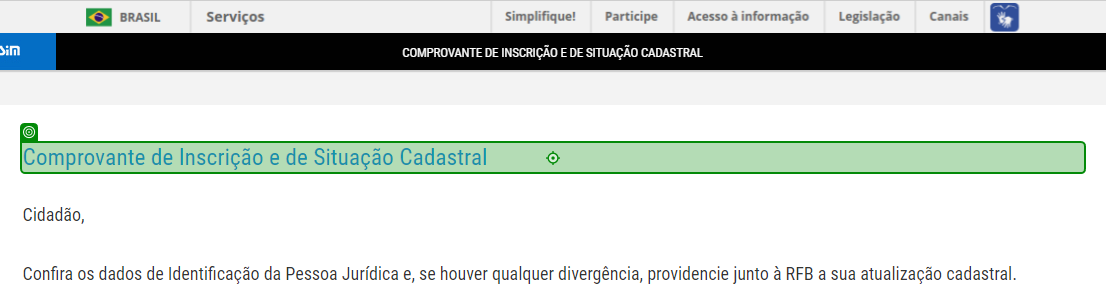 BRASIL Serviços Simplifique! Participe Acesso à informação Legislação Canais
sim COMPROVANTE DE INSCRIÇÃO E DE SITUAÇÃO CADASTRAL
Comprovante de Inscrição e de Situação Cadastral
Cidadão,
Confira os dados de Identificação da Pessoa Jurídica e, se houver qualquer divergência, providencie junto à RFB a sua atualização cadastral.